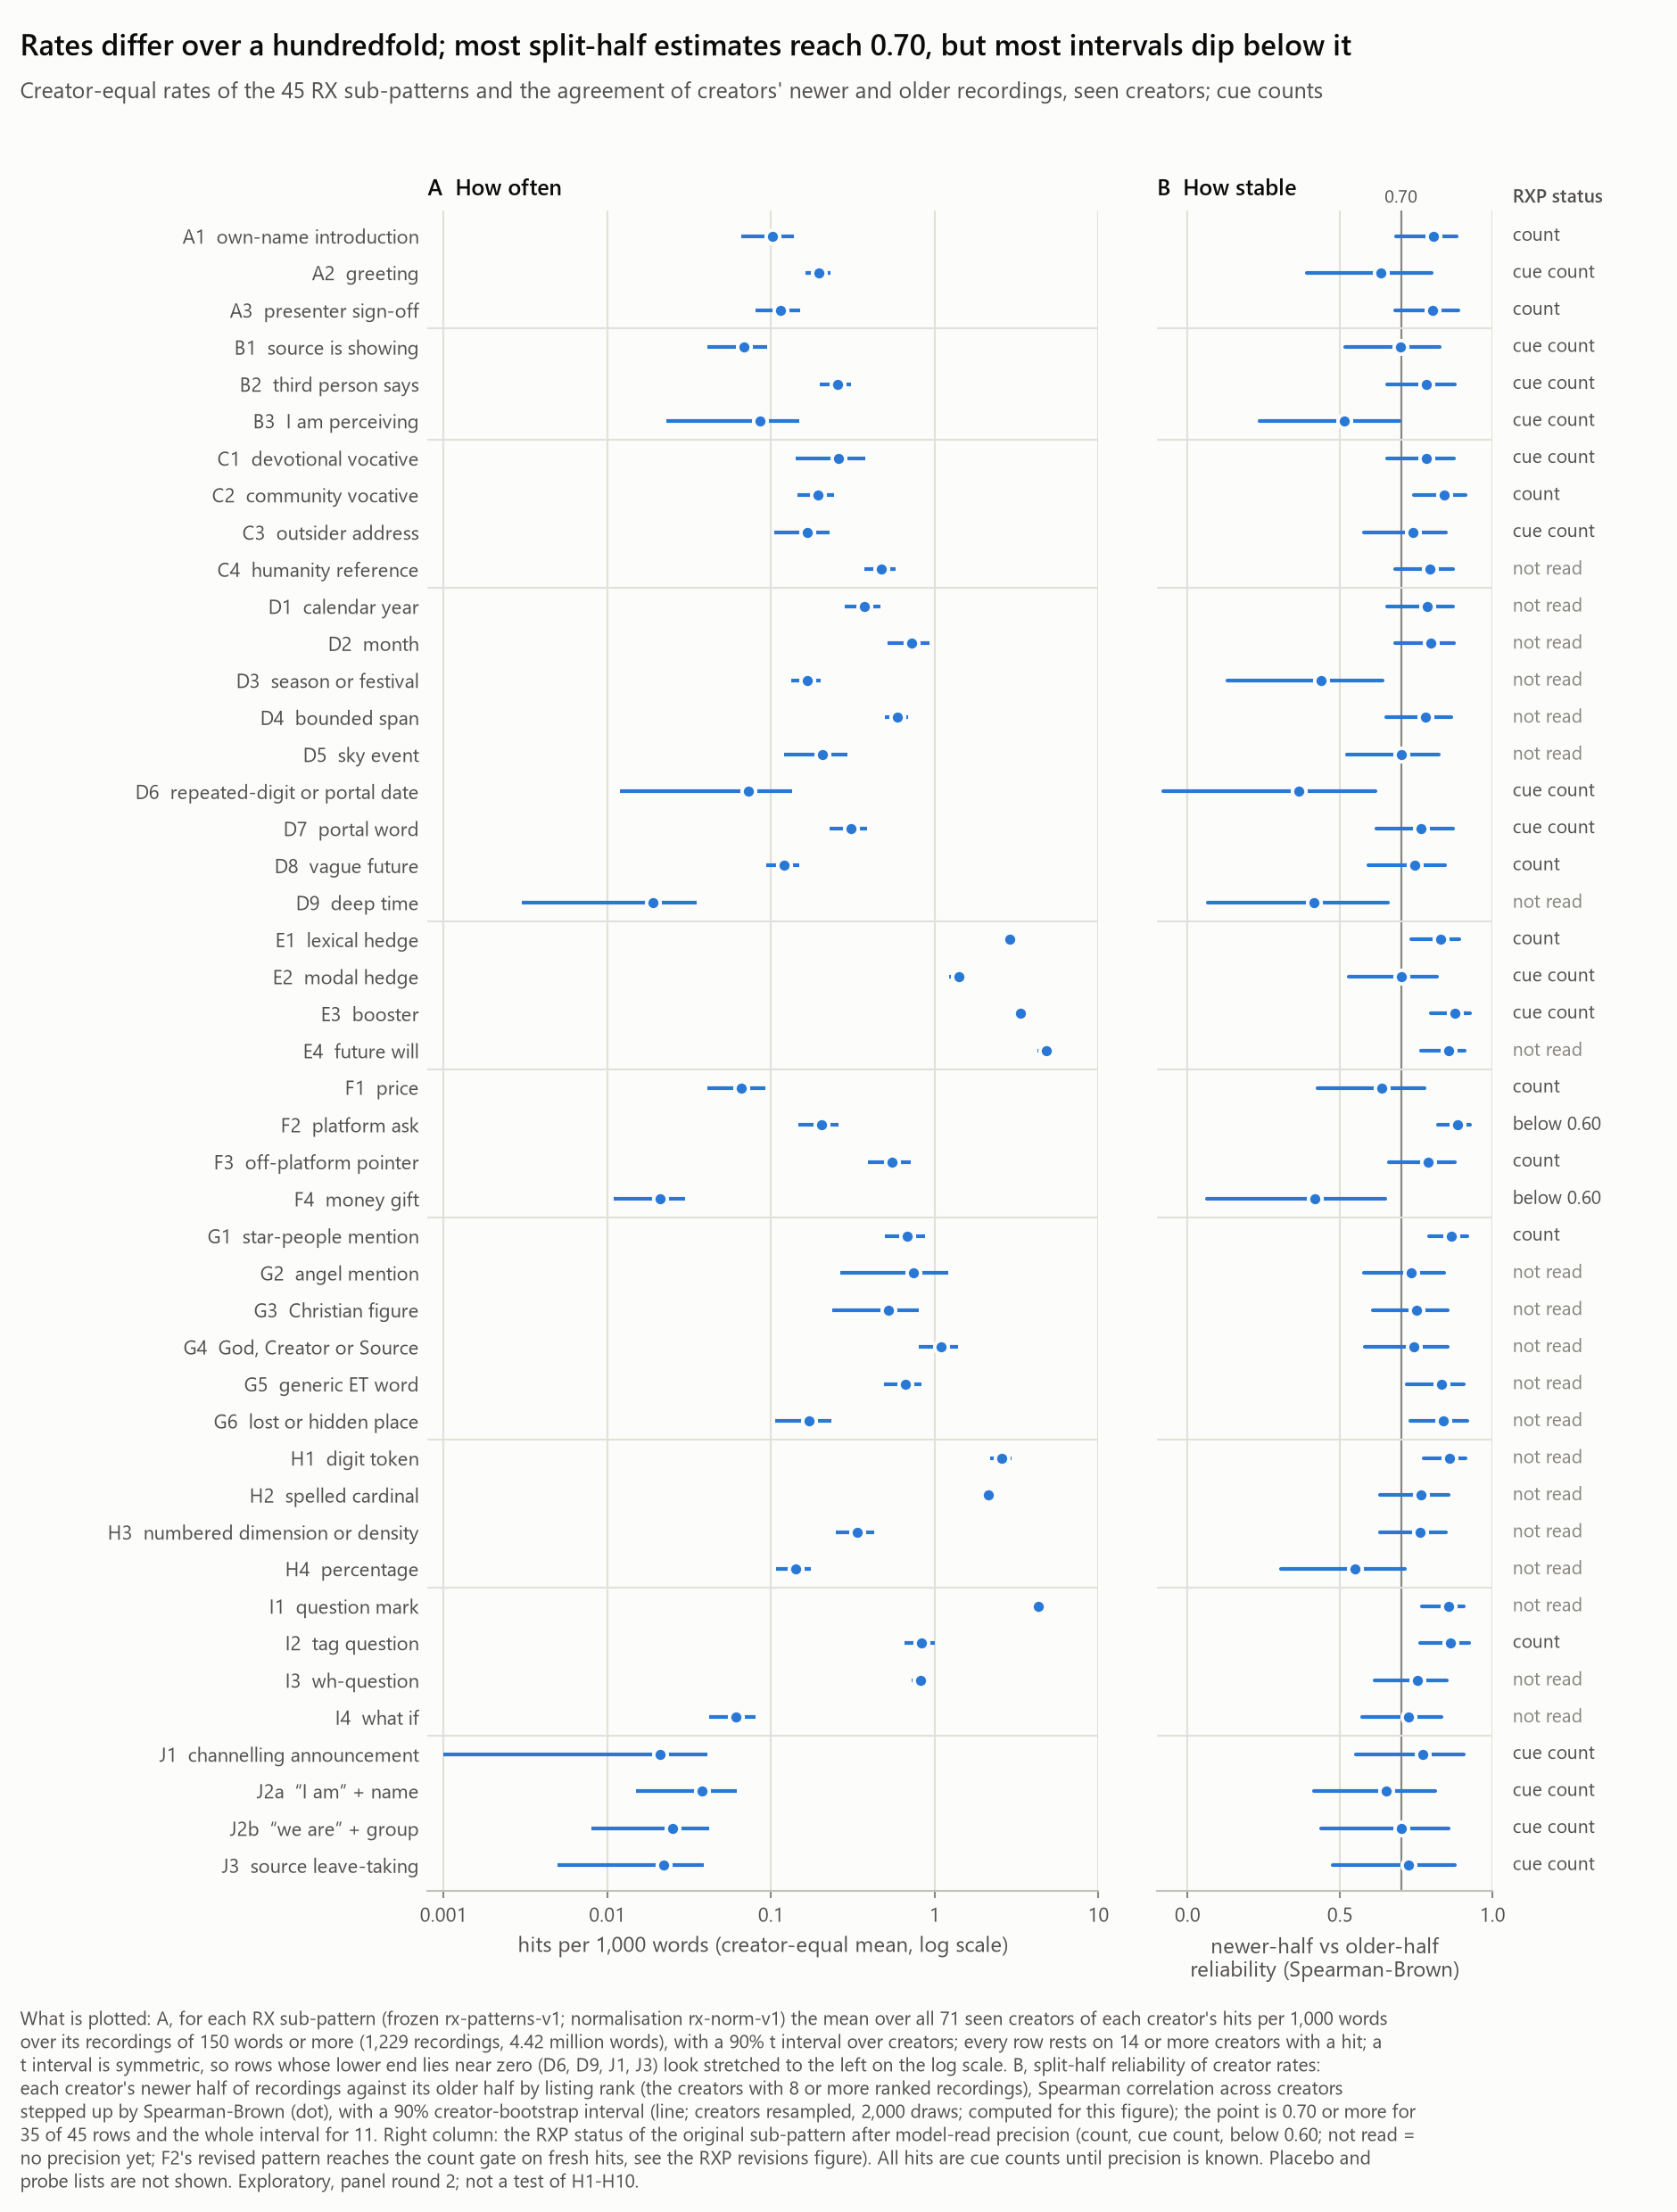 Rates differ over a hundredfold; most split-half estimates reach 0.70, but most intervals dip below it
Creator-equal rates of the 45 RX sub-patterns and the agreement of creators' newer and older recordings, seen creators; cue counts
A How often
B How stable
0.70
RXP status
A1 own-name introduction count
A2 greeting cue count
A3 presenter sign-off count
B1 source is showing cue count
B2 third person says cue count
B3 I am perceiving cue count
C1 devotional vocative cue count
C2 community vocative count
C3 outsider address cue count
C4 humanity reference not read
D1 calendar year not read
D2 month not read
D3 season or festival not read
D4 bounded span not read
D5 sky event not read
D6 repeated-digit or portal date cue count
D7 portal word cue count
D8 vague future count
D9 deep time not read
E1 lexical hedge count
E2 modal hedge cue count
E3 booster cue count
E4 future will not read
F1 price count
F2 platform ask below 0.60
F3 off-platform pointer count
F4 money gift below 0.60
G1 star-people mention count
G2 angel mention not read
G3 Christian figure not read
G4 God, Creator or Source not read
G5 generic ET word not read
G6 lost or hidden place not read
H1 digit token not read
H2 spelled cardinal not read
H3 numbered dimension or density not read
H4 percentage not read
I1 question mark not read
I2 tag question count
I3 wh-question not read
I4 what if not read
J1 channelling announcement cue count
J2a “I am” + name cue count
J2b “we are” + group cue count
J3 source leave-taking cue count
0.001 0.01 0.1 1 10
0.0 0.5 1.0
hits per 1,000 words (creator-equal mean, log scale)
newer-half vs older-half
reliability (Spearman-Brown)
What is plotted: A, for each RX sub-pattern (frozen rx-patterns-v1; normalisation rx-norm-v1) the mean over all 71 seen creators of each creator's hits per 1,000 words
over its recordings of 150 words or more (1,229 recordings, 4.42 million words), with a 90% t interval over creators; every row rests on 14 or more creators with a hit; a
t interval is symmetric, so rows whose lower end lies near zero (D6, D9, J1, J3) look stretched to the left on the log scale. B, split-half reliability of creator rates:
each creator's newer half of recordings against its older half by listing rank (the creators with 8 or more ranked recordings), Spearman correlation across creators
stepped up by Spearman-Brown (dot), with a 90% creator-bootstrap interval (line; creators resampled, 2,000 draws; computed for this figure); the point is 0.70 or more for
35 of 45 rows and the whole interval for 11. Right column: the RXP status of the original sub-pattern after model-read precision (count, cue count, below 0.60; not read =
no precision yet; F2's revised pattern reaches the count gate on fresh hits, see the RXP revisions figure). All hits are cue counts until precision is known. Placebo and
probe lists are not shown. Exploratory, panel round 2; not a test of H1-H10.